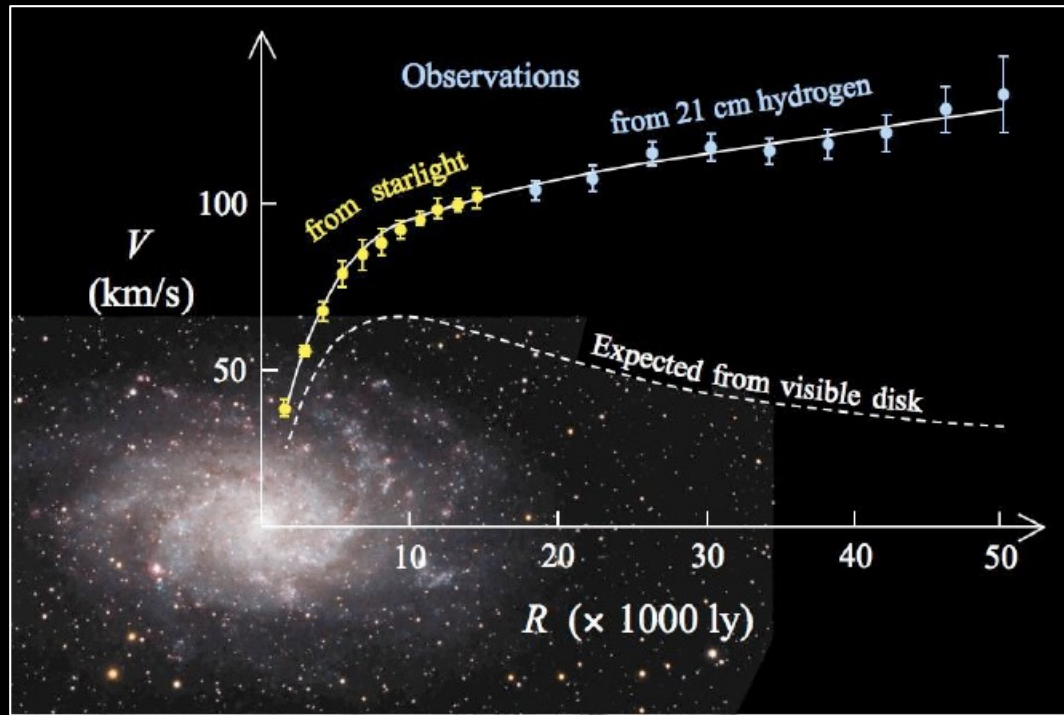 Observations
from 21 cm hydrogen
from starlight
100
V
(km/s)
50
Expected from visible disk
10 20 30 40 50
R (× 1000 ly)